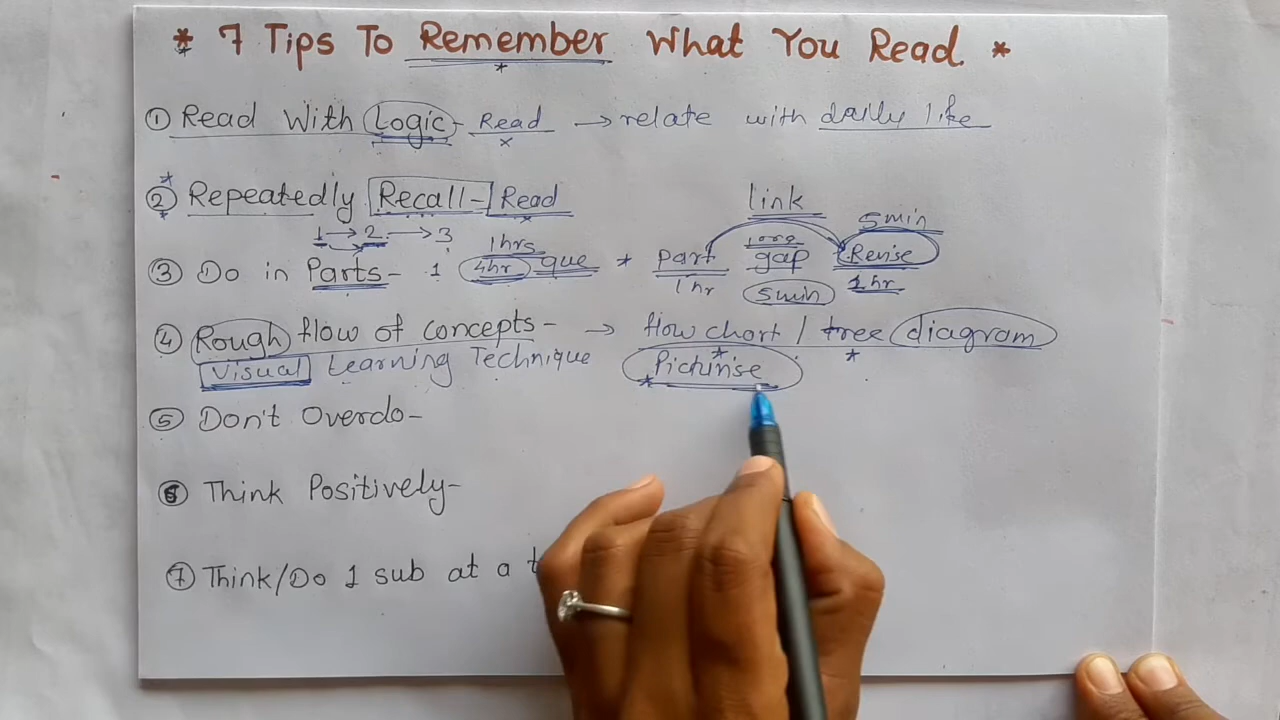 * 7 Tips To Remember What You Read *
① Read With Logic - Read → relate with daily like
② Repeatedly Recall - Read
link
1 → 2 → 3
5min
1hrs
③ Do in Parts - 1 4hr que * part gap Revise
1hr 5min 1hr
④ Rough flow of concepts - → flow chart / tree diagram
Visual Learning Technique Picturise
⑤ Don't Overdo -
⑥ Think Positively -
⑦ Think/Do 1 sub at a t